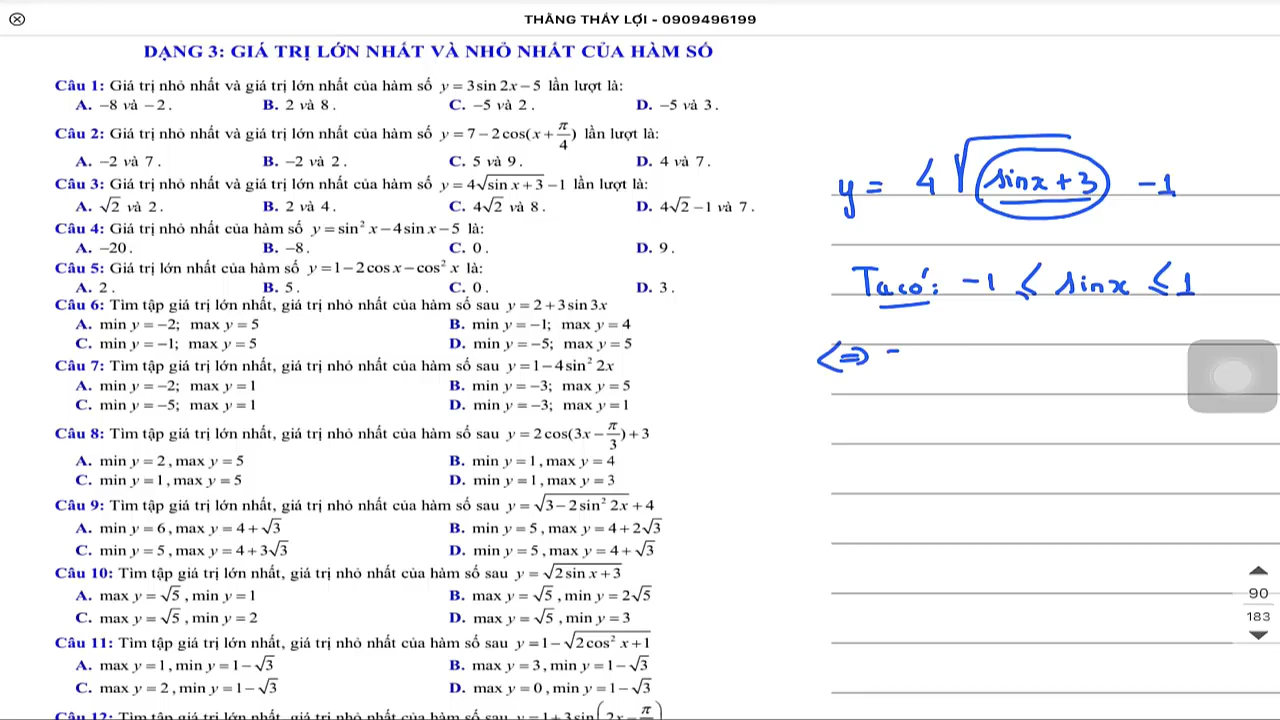 THẦNG THẦY LỢI - 0909496199
DẠNG 3: GIÁ TRỊ LỚN NHẤT VÀ NHỎ NHẤT CỦA HÀM SỐ
Câu 1: Giá trị nhỏ nhất và giá trị lớn nhất của hàm số y = 3sin 2x − 5 lần lượt là:
A. −8 và −2. B. 2 và 8. C. −5 và 2. D. −5 và 3.
Câu 2: Giá trị nhỏ nhất và giá trị lớn nhất của hàm số y = 7 − 2cos(x + π/4) lần lượt là:
A. −2 và 7. B. −2 và 2. C. 5 và 9. D. 4 và 7.
Câu 3: Giá trị nhỏ nhất và giá trị lớn nhất của hàm số y = 4√(sin x + 3) − 1 lần lượt là:
A. √2 và 2. B. 2 và 4. C. 4√2 và 8. D. 4√2 − 1 và 7.
Câu 4: Giá trị nhỏ nhất của hàm số y = sin² x − 4sin x − 5 là:
A. −20. B. −8. C. 0. D. 9.
Câu 5: Giá trị lớn nhất của hàm số y = 1 − 2cos x − cos² x là:
A. 2. B. 5. C. 0. D. 3.
Câu 6: Tìm tập giá trị lớn nhất, giá trị nhỏ nhất của hàm số sau y = 2 + 3sin 3x
A. min y = −2; max y = 5 B. min y = −1; max y = 4
C. min y = −1; max y = 5 D. min y = −5; max y = 5
Câu 7: Tìm tập giá trị lớn nhất, giá trị nhỏ nhất của hàm số sau y = 1 − 4sin² 2x
A. min y = −2; max y = 1 B. min y = −3; max y = 5
C. min y = −5; max y = 1 D. min y = −3; max y = 1
Câu 8: Tìm tập giá trị lớn nhất, giá trị nhỏ nhất của hàm số sau y = 2cos(3x − π/3) + 3
A. min y = 2, max y = 5 B. min y = 1, max y = 4
C. min y = 1, max y = 5 D. min y = 1, max y = 3
Câu 9: Tìm tập giá trị lớn nhất, giá trị nhỏ nhất của hàm số sau y = √(3 − 2sin² 2x) + 4
A. min y = 6, max y = 4 + √3 B. min y = 5, max y = 4 + 2√3
C. min y = 5, max y = 4 + 3√3 D. min y = 5, max y = 4 + √3
Câu 10: Tìm tập giá trị lớn nhất, giá trị nhỏ nhất của hàm số sau y = √(2sin x + 3)
A. max y = √5, min y = 1 B. max y = √5, min y = 2√5
C. max y = √5, min y = 2 D. max y = √5, min y = 3
Câu 11: Tìm tập giá trị lớn nhất, giá trị nhỏ nhất của hàm số sau y = 1 − √(2cos² x + 1)
A. max y = 1, min y = 1 − √3 B. max y = 3, min y = 1 − √3
C. max y = 2, min y = 1 − √3 D. max y = 0, min y = 1 − √3
Câu 12: Tìm tập giá trị lớn nhất, giá trị nhỏ nhất của hàm số sau y = 1 + 3sin(2x − π
y = 4√(sinx + 3) − 1
Ta có: −1 ≤ sinx ≤ 1
<=> −
90
183